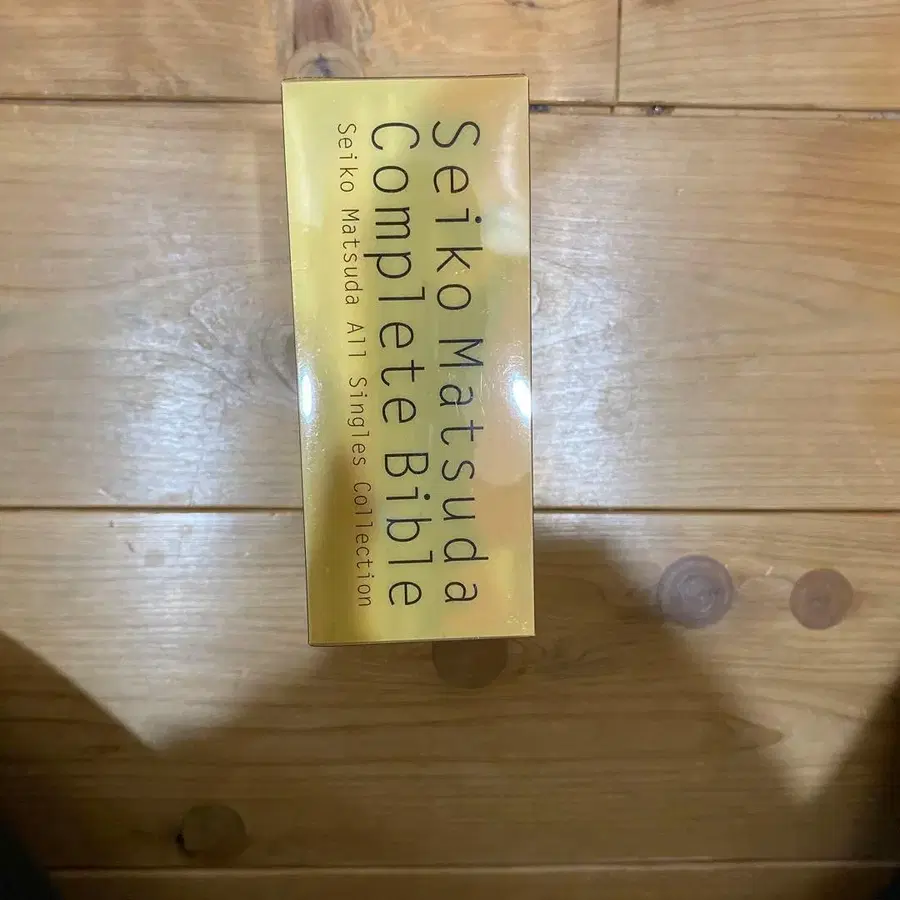 Seiko Matsuda
Complete Bible
Seiko Matsuda All Singles Collection